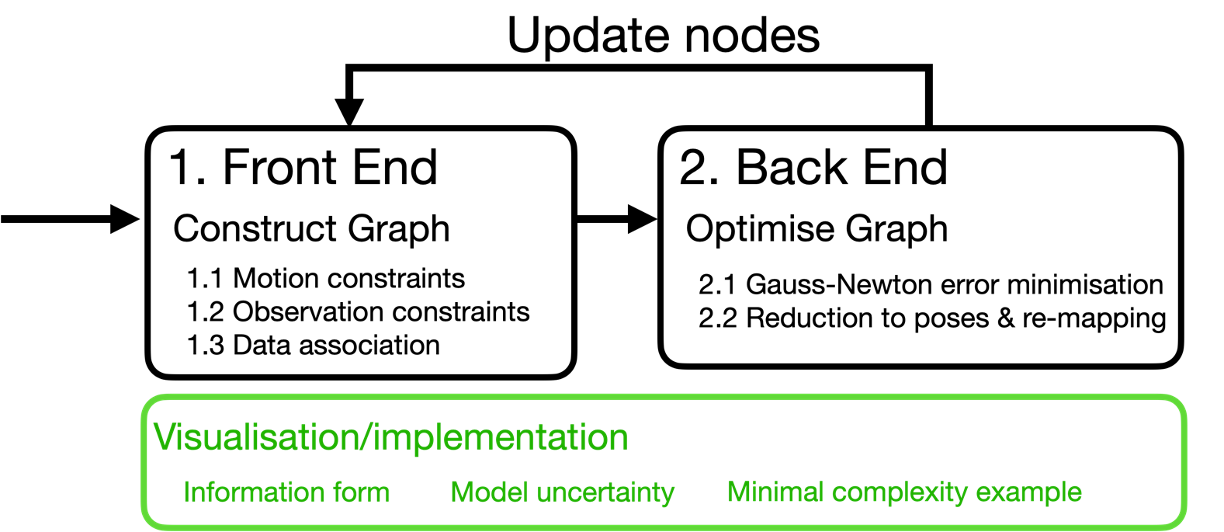 Update nodes
1. Front End
Construct Graph
1.1 Motion constraints
1.2 Observation constraints
1.3 Data association
2. Back End
Optimise Graph
2.1 Gauss-Newton error minimisation
2.2 Reduction to poses & re-mapping
Visualisation/implementation
Information form Model uncertainty Minimal complexity example